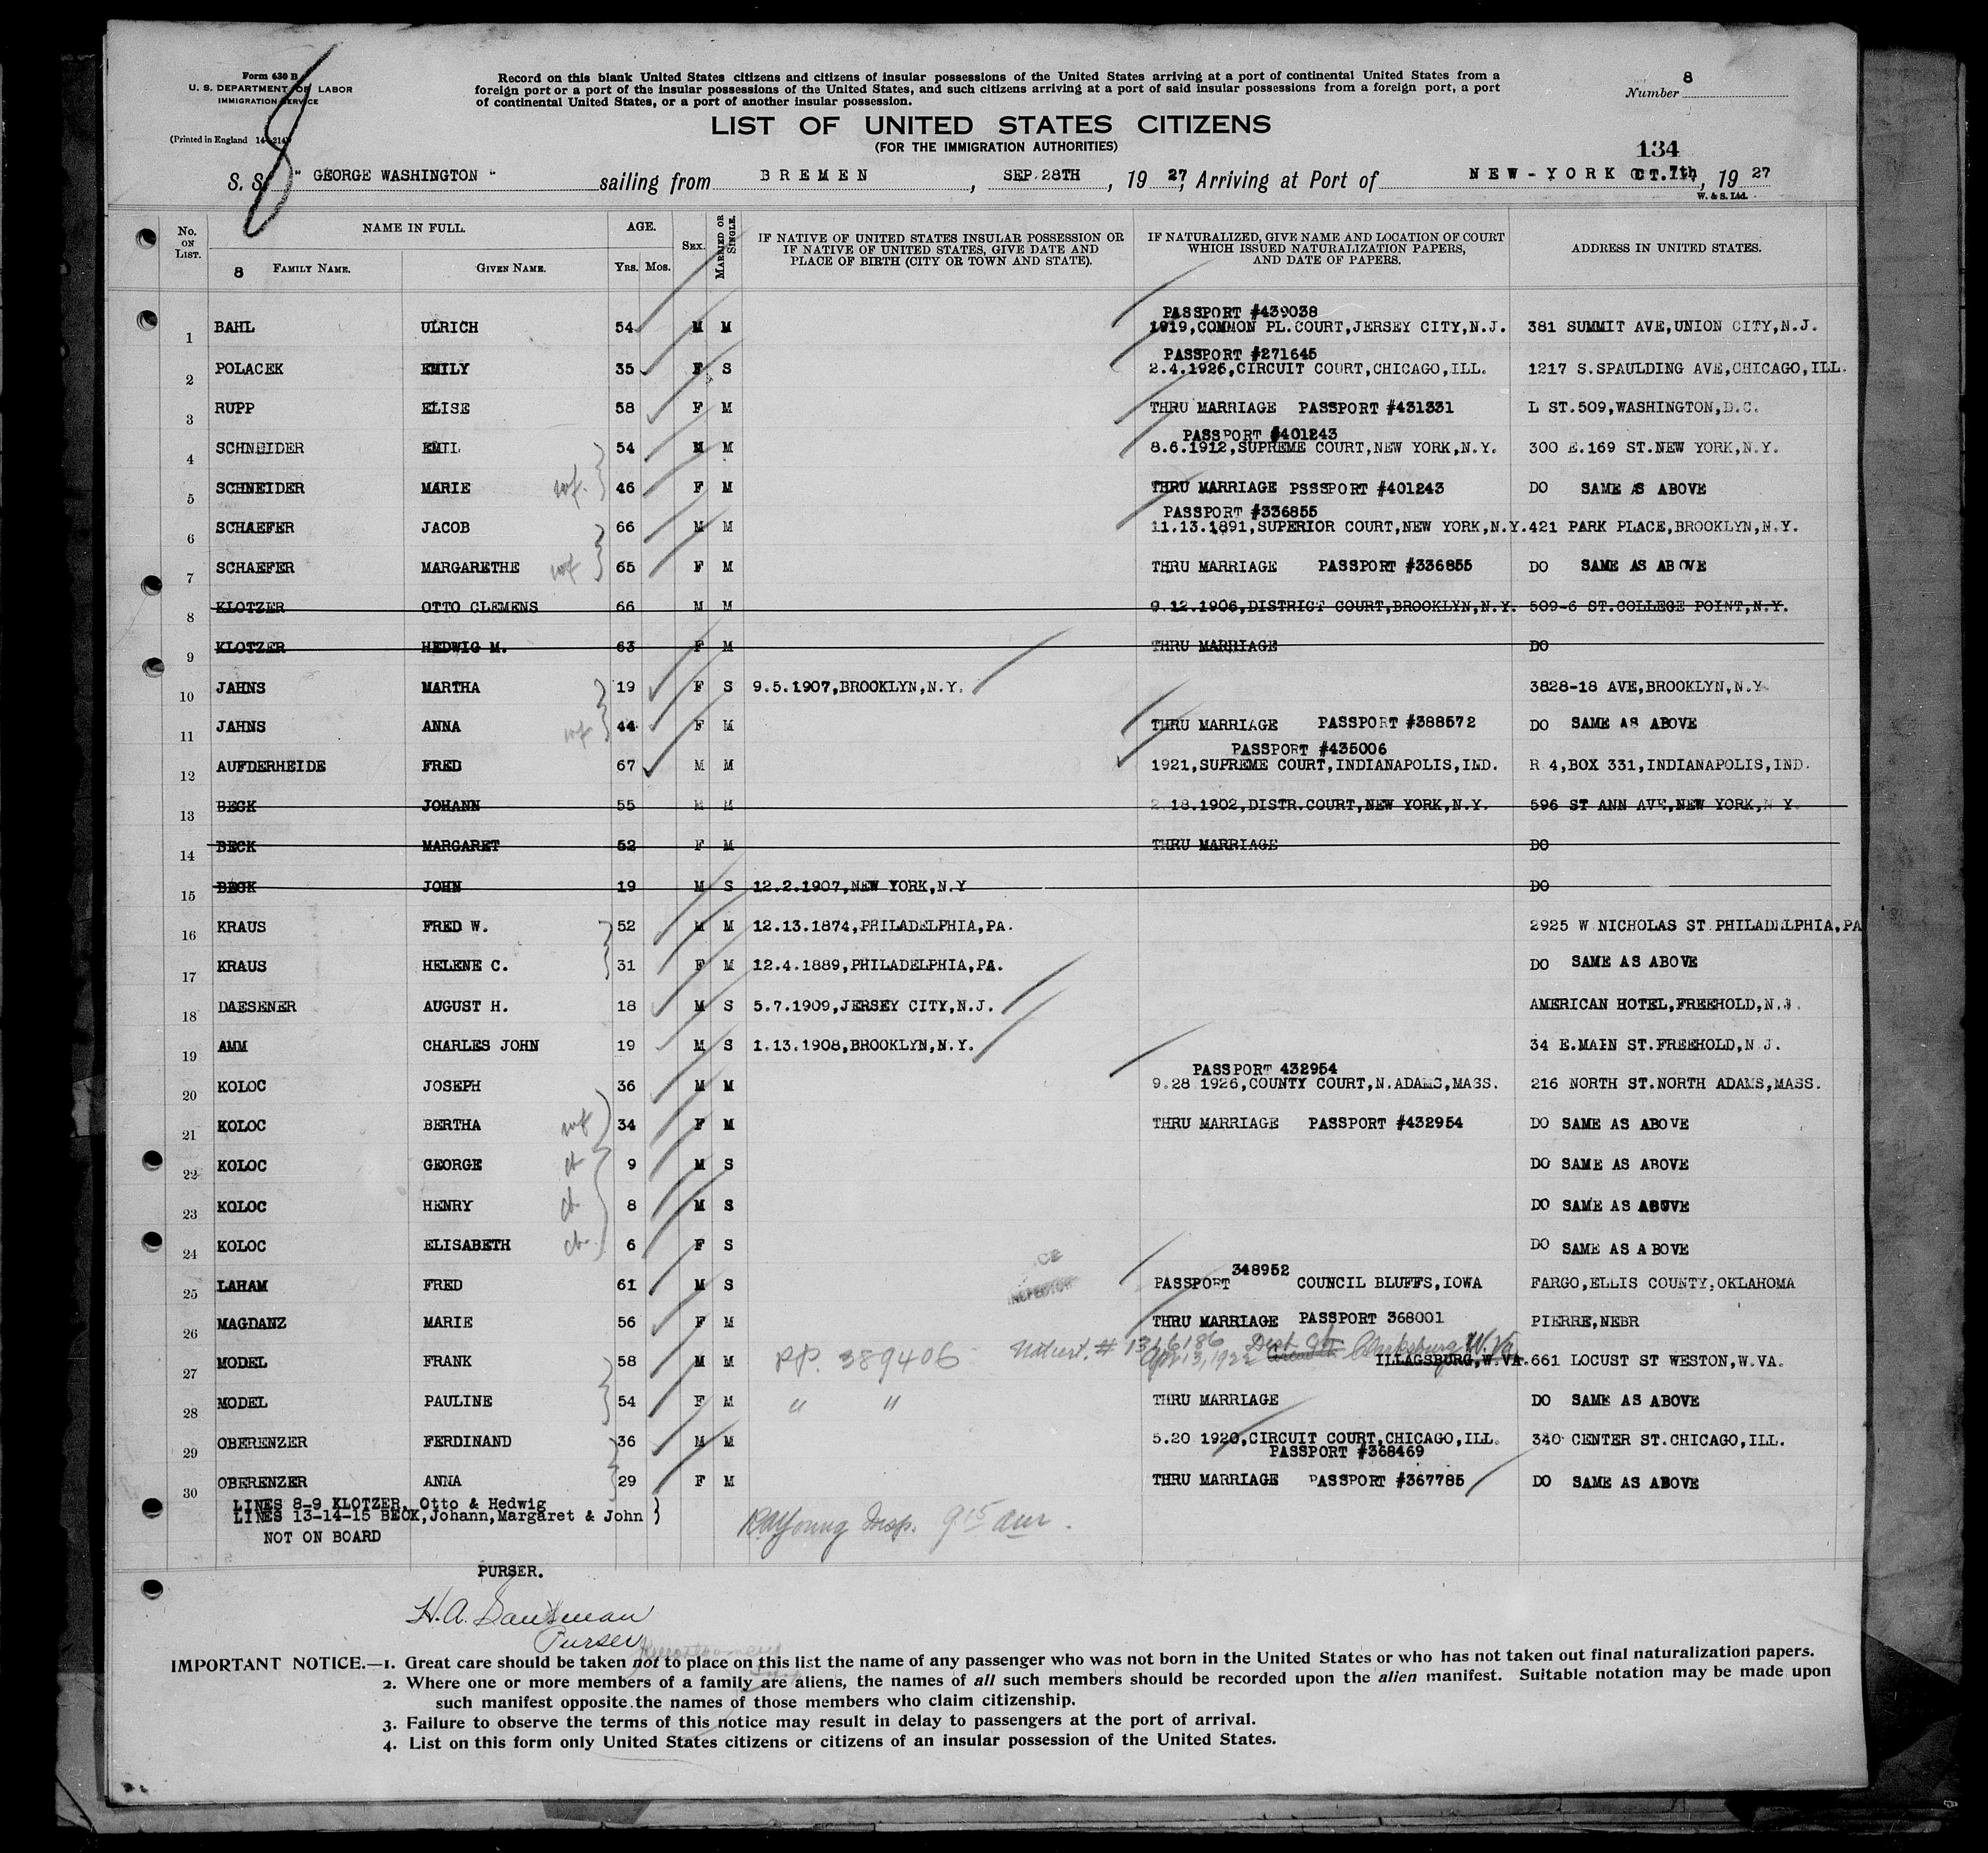 Form 630 B
U. S. DEPARTMENT OF LABOR
IMMIGRATION SERVICE
(Printed in England
8
Record on this blank United States citizens and citizens of insular possessions of the United States arriving at a port of continental United States from a
foreign port or a port of the insular possessions of the United States, and such citizens arriving at a port of said insular possessions from a foreign port, a port
of continental United States, or a port of another insular possession.
Number 8
LIST OF UNITED STATES CITIZENS
(FOR THE IMMIGRATION AUTHORITIES)
134
S. S. " GEORGE WASHINGTON " sailing from BREMEN, SEP.28TH, 19 27, Arriving at Port of NEW-YORK OCT.7th, 19 27
W. & S. Ltd.
No. ON LIST. NAME IN FULL. AGE. SEX. MARRIED OR SINGLE. IF NATIVE OF UNITED STATES INSULAR POSSESSION OR IF NATIVE OF UNITED STATES, GIVE DATE AND PLACE OF BIRTH (CITY OR TOWN AND STATE). IF NATURALIZED, GIVE NAME AND LOCATION OF COURT WHICH ISSUED NATURALIZATION PAPERS, AND DATE OF PAPERS. ADDRESS IN UNITED STATES.
8 FAMILY NAME. GIVEN NAME. YRS. MOS.
PASSPORT #439038
1 BAHL ULRICH 54 M M 1919,COMMON PL.COURT,JERSEY CITY,N.J. 381 SUMMIT AVE,UNION CITY,N.J.
PASSPORT #271645
2 POLACEK EMILY 35 F S 2.4.1926,CIRCUIT COURT,CHICAGO,ILL. 1217 S.SPAULDING AVE,CHICAGO,ILL.
3 RUPP ELISE 58 F M THRU MARRIAGE PASSPORT #431331 L ST.509,WASHINGTON,D.C.
PASSPORT #401243
4 SCHNEIDER EMIL 54 M M 8.6.1912,SUPREME COURT,NEW YORK,N.Y. 300 E.169 ST.NEW YORK,N.Y.
5 SCHNEIDER MARIE wf. 46 F M THRU MARRIAGE PSSSPORT #401243 DO SAME AS ABOVE
PASSPORT #336855
6 SCHAEFER JACOB 66 M M 11.13.1891,SUPERIOR COURT,NEW YORK,N.Y. 421 PARK PLACE,BROOKLYN,N.Y.
7 SCHAEFER MARGARETHE wf 65 F M THRU MARRIAGE PASSPORT #336855 DO SAME AS ABOVE
8 KLOTZER OTTO CLEMENS 66 M M 9.12.1906,DISTRICT COURT,BROOKLYN,N.Y. 509-6 ST.COLLEGE POINT,N.Y.
9 KLOTZER HEDWIG M. 63 F M THRU MARRIAGE DO
10 JAHNS MARTHA 19 F S 9.5.1907,BROOKLYN,N.Y. 3828-18 AVE,BROOKLYN,N.Y.
11 JAHNS ANNA wf 44 F M THRU MARRIAGE PASSPORT #388572 DO SAME AS ABOVE
PASSPORT #435006
12 AUFDERHEIDE FRED 67 M M 1921,SUPREME COURT,INDIANAPOLIS,IND. R 4,BOX 331,INDIANAPOLIS,IND.
13 BECK JOHANN 55 M M 2.18.1902,DISTR.COURT,NEW YORK,N.Y. 596 ST ANN AVE,NEW YORK,N Y.
14 BECK MARGARET 52 F M THRU MARRIAGE DO
15 BECK JOHN 19 M S 12.2.1907,NEW YORK,N.Y DO
16 KRAUS FRED W. 52 M M 12.13.1874,PHILADELPHIA,PA. 2925 W NICHOLAS ST PHILADELPHIA,PA
17 KRAUS HELENE C. 31 F M 12.4.1889,PHILADELPHIA,PA. DO SAME AS ABOVE
18 DAESENER AUGUST H. 18 M S 5.7.1909,JERSEY CITY,N.J. AMERICAN HOTEL,FREEHOLD,N.J.
19 AMM CHARLES JOHN 19 M S 1.13.1908,BROOKLYN,N.Y. 34 E.MAIN ST.FREEHOLD,N J.
PASSPORT 432954
20 KOLOC JOSEPH 36 M M 9.28 1926,COUNTY COURT,N.ADAMS,MASS. 216 NORTH ST.NORTH ADAMS,MASS.
21 KOLOC BERTHA wf 34 F M THRU MARRIAGE PASSPORT #432954 DO SAME AS ABOVE
22 KOLOC GEORGE ch 9 M S DO SAME AS ABOVE
23 KOLOC HENRY ch. 8 M S DO SAME AS ABOVE
24 KOLOC ELISABETH ch. 6 F S DO SAME AS ABOVE
INSPECTOR
25 LAHAM FRED 61 M S PASSPORT 348952 COUNCIL BLUFFS,IOWA FARGO,ELLIS COUNTY,OKLAHOMA
26 MAGDANZ MARIE 56 F M THRU MARRIAGE PASSPORT 368001 PIERRE,NEBR
Dist. Ct. Clarksburg W.Va
27 MODEL FRANK 58 M M P.P. 389406 Apr 13, 1922 ILLAGSBURG,W.VA. 661 LOCUST ST WESTON,W.VA.
28 MODEL PAULINE 54 F M " " THRU MARRIAGE DO SAME AS ABOVE
29 OBERENZER FERDINAND 36 M M 5.20 1920,CIRCUIT COURT,CHICAGO,ILL. 340 CENTER ST.CHICAGO,ILL.
PASSPORT #368469
30 OBERENZER ANNA 29 F M THRU MARRIAGE PASSPORT #367785 DO SAME AS ABOVE
LINES 8-9 KLOTZER, Otto & Hedwig
LINES 13-14-15 BECK,Johann,Margaret & John }
NOT ON BOARD
Young Insp. 9 15 am.
PURSER.
Purser
IMPORTANT NOTICE.—1. Great care should be taken not to place on this list the name of any passenger who was not born in the United States or who has not taken out final naturalization papers.
2. Where one or more members of a family are aliens, the names of all such members should be recorded upon the alien manifest. Suitable notation may be made upon
such manifest opposite the names of those members who claim citizenship.
3. Failure to observe the terms of this notice may result in delay to passengers at the port of arrival.
4. List on this form only United States citizens or citizens of an insular possession of the United States.